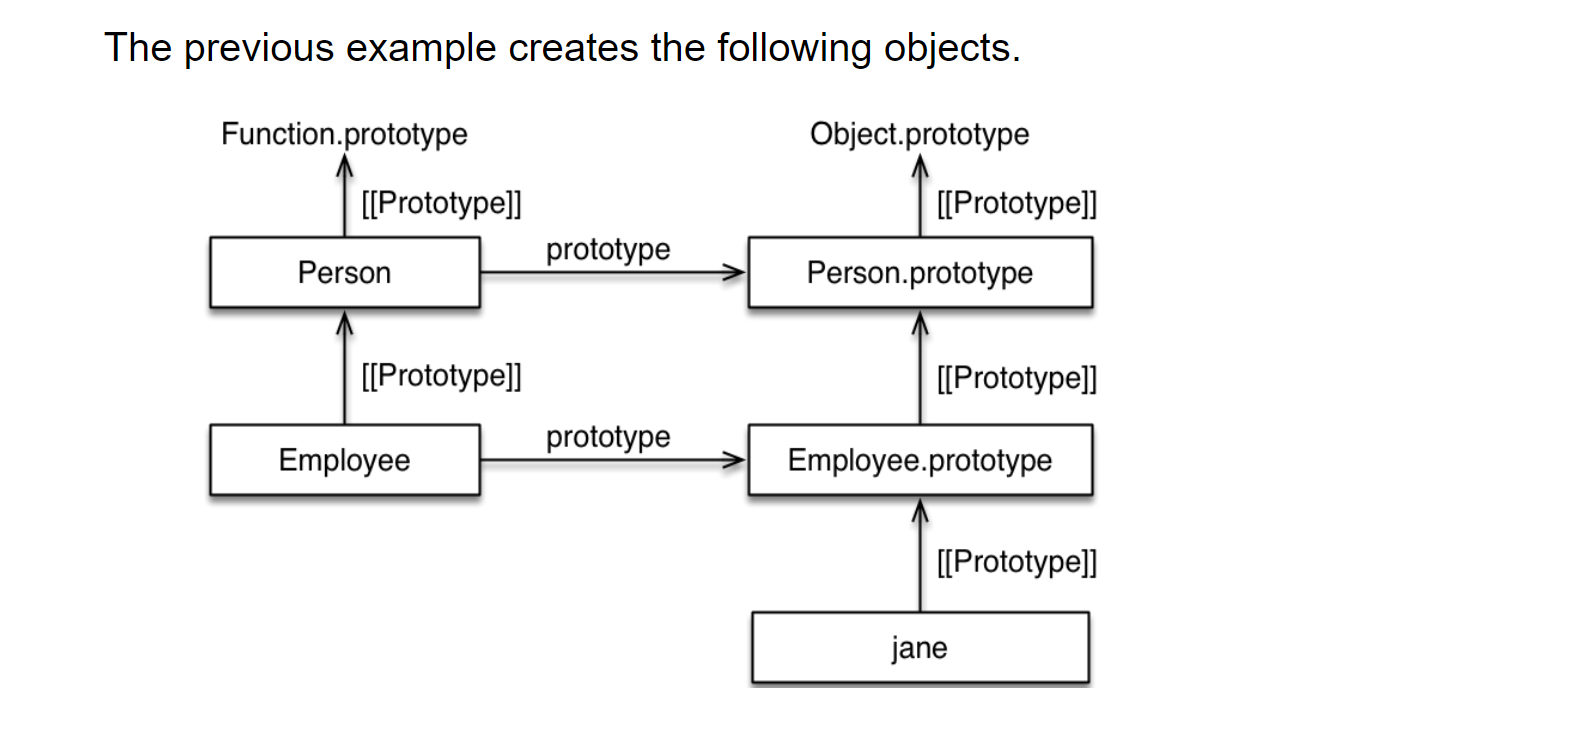 The previous example creates the following objects.
Function.prototype
Object.prototype
[[Prototype]]
[[Prototype]]
prototype
Person
Person.prototype
[[Prototype]]
[[Prototype]]
prototype
Employee
Employee.prototype
[[Prototype]]
jane